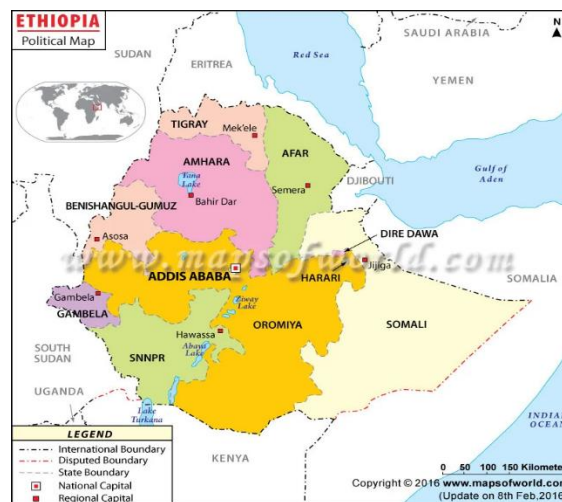 ETHIOPIA
Political Map
N
SAUDI ARABIA
SUDAN
ERITREA
Red Sea
YEMEN
TIGRAY
Mek'ele
AFAR
AMHARA
Tana
Lake
Semera
DJIBOUTI
Gulf of
Aden
Bahir Dar
BENISHANGUL-GUMUZ
Asosa
DIRE DAWA
www.mapsofworld.com
ADDIS ABABA
HARARI
Jijiga
SOMALIA
Gambela
GAMBELA
Ziway
Lake
OROMIYA
SOMALI
Hawassa
SOUTH
SUDAN
SNNPR
Abaya
Lake
UGANDA
Lake
Turkana
KENYA
INDIAN
OCEAN
LEGEND
International Boundary
Disputed Boundary
State Boundary
National Capital
Regional Capital
0 50 100 150 Kilomete
Copyright © 2016 www.mapsofworld.com
(Update on 8th Feb,2016)